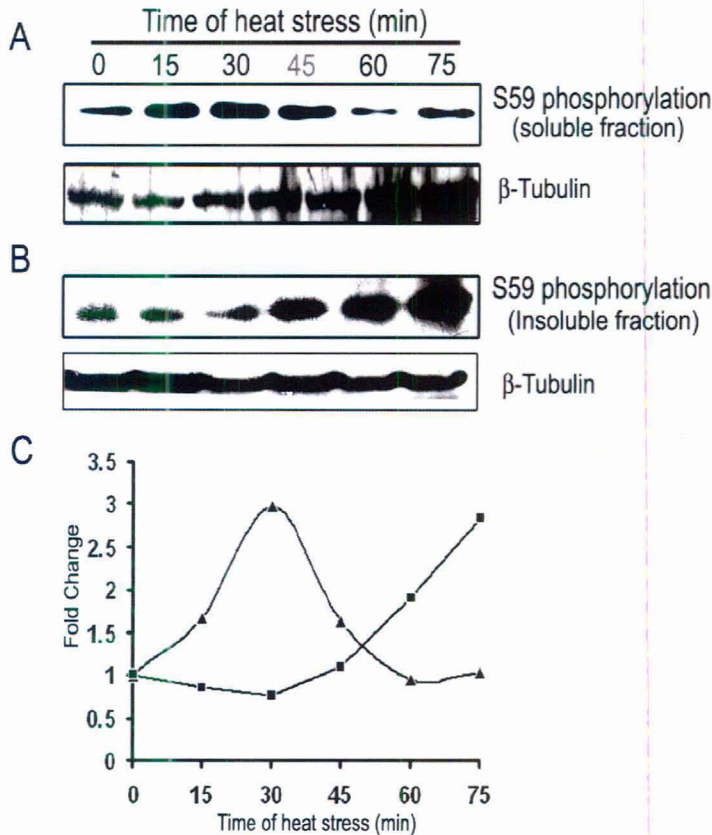 A
Time of heat stress (min)
0 15 30 45 60 75
S59 phosphorylation
(soluble fraction)
β-Tubulin
B
S59 phosphorylation
(Insoluble fraction)
β-Tubulin
C
3.5
3
2.5
2
1.5
1
0.5
0
Fold Change
0 15 30 45 60 75
Time of heat stress (min)